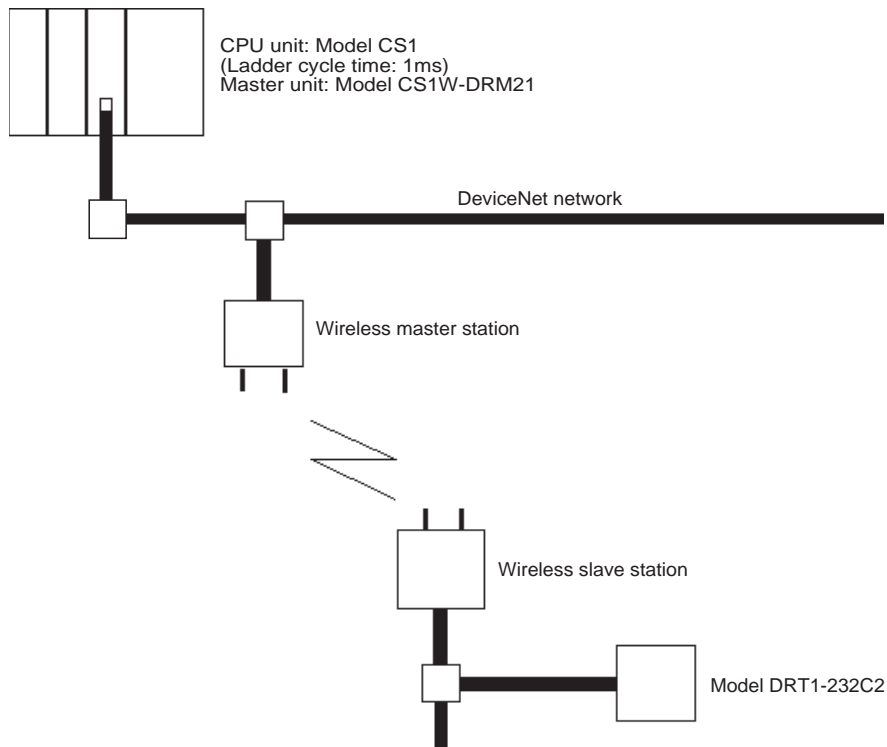 CPU unit: Model CS1
(Ladder cycle time: 1ms)
Master unit: Model CS1W-DRM21
DeviceNet network
Wireless master station
Wireless slave station
Model DRT1-232C2